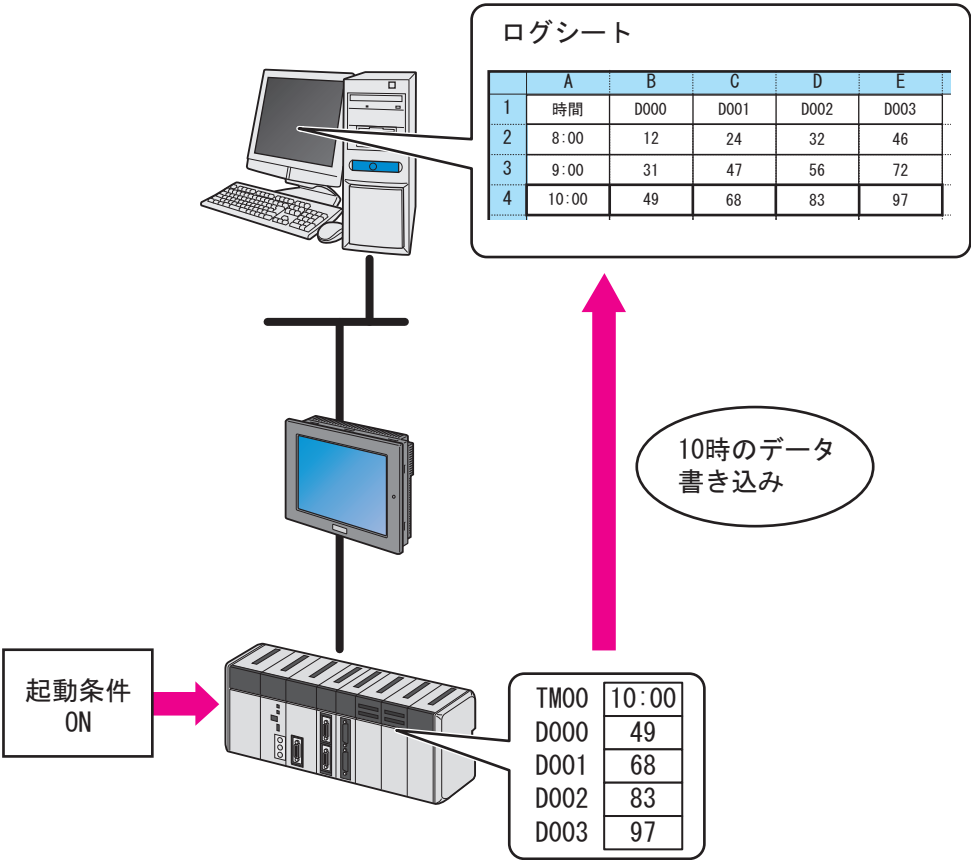 ログシート
A B C D E
1 時間 D000 D001 D002 D003
2 8:00 12 24 32 46
3 9:00 31 47 56 72
4 10:00 49 68 83 97
10時のデータ
書き込み
起動条件
ON
TM00 10:00
D000 49
D001 68
D002 83
D003 97